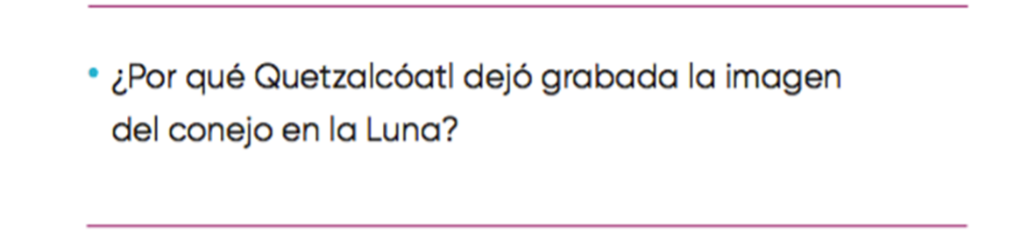 • ¿Por qué Quetzalcóatl dejó grabada la imagen
del conejo en la Luna?